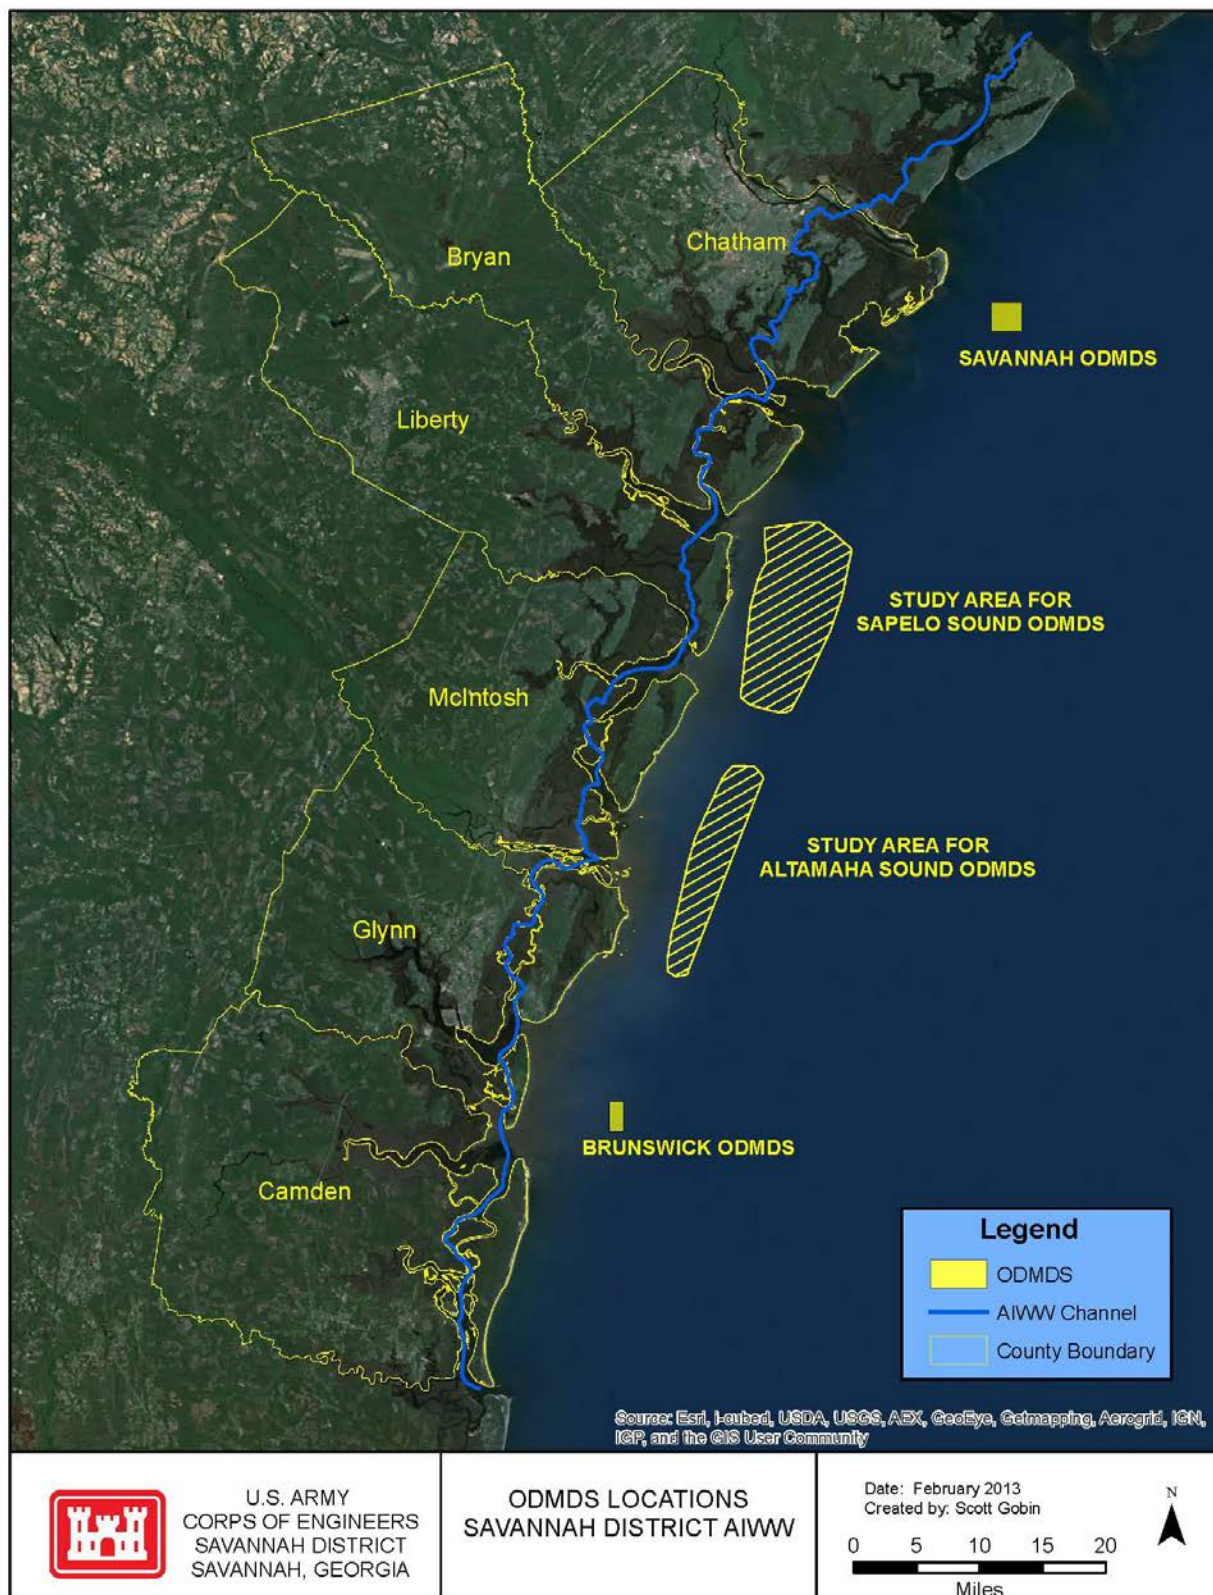 Bryan
Chatham
SAVANNAH ODMDS
Liberty
STUDY AREA FOR
SAPELO SOUND ODMDS
McIntosh
STUDY AREA FOR
ALTAMAHA SOUND ODMDS
Glynn
BRUNSWICK ODMDS
Camden
Legend
ODMDS
AIWW Channel
County Boundary
Source: Esri, i-cubed, USDA, USGS, AEX, GeoEye, Getmapping, Aerogrid, IGN,
IGP, and the GIS User Community
U.S. ARMY
CORPS OF ENGINEERS
SAVANNAH DISTRICT
SAVANNAH, GEORGIA
ODMDS LOCATIONS
SAVANNAH DISTRICT AIWW
Date: February 2013
Created by: Scott Gobin
N
0 5 10 15 20
Miles